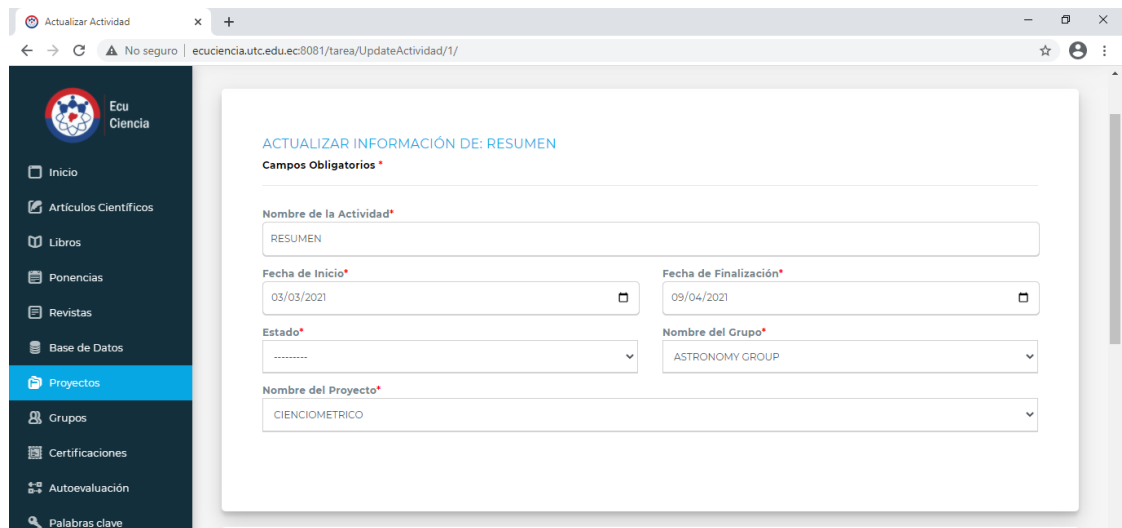 Actualizar Actividad
No seguro | ecuciencia.utc.edu.ec:8081/tarea/UpdateActividad/1/
Ecu
Ciencia
Inicio
Artículos Científicos
Libros
Ponencias
Revistas
Base de Datos
Proyectos
Grupos
Certificaciones
Autoevaluación
Palabras clave
ACTUALIZAR INFORMACIÓN DE: RESUMEN
Campos Obligatorios *
Nombre de la Actividad*
RESUMEN
Fecha de Inicio* Fecha de Finalización*
03/03/2021 09/04/2021
Estado* Nombre del Grupo*
--------- ASTRONOMY GROUP
Nombre del Proyecto*
CIENCIOMETRICO